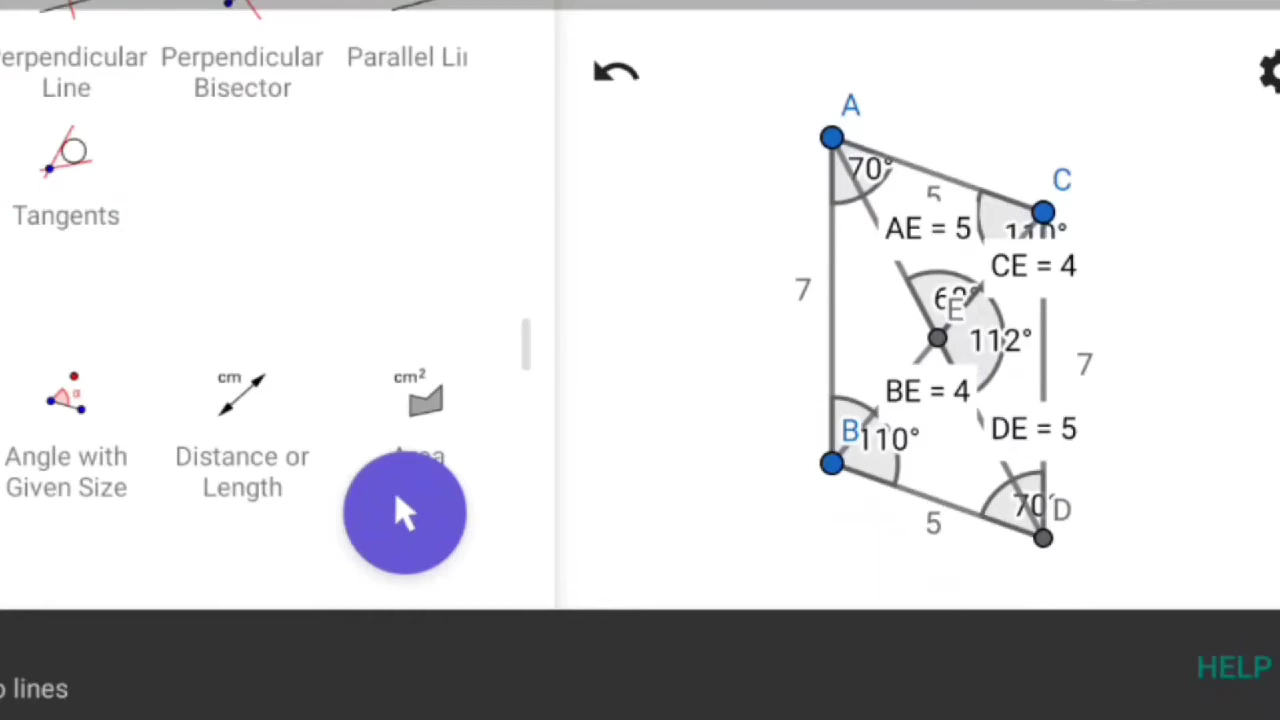 erpendicular
Line
Perpendicular
Bisector
Parallel Li
Tangents
cm
α
cm²
Angle with
Given Size
Distance or
Length
A
70°
5
C
AE = 5
110°
CE = 4
7
E
112°
7
BE = 4
B
110°
DE = 5
70°
D
5
HELP
o lines